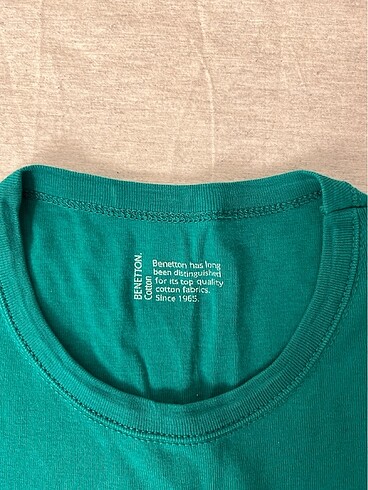 BENETTON.
Cotton
Benetton has long
been distinguished
for its top quality
cotton fabrics.
Since 1965.